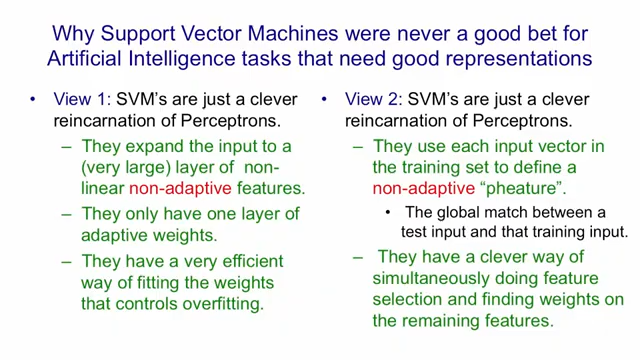 Why Support Vector Machines were never a good bet for
Artificial Intelligence tasks that need good representations
• View 1: SVM's are just a clever
reincarnation of Perceptrons.
– They expand the input to a
(very large) layer of non-
linear non-adaptive features.
– They only have one layer of
adaptive weights.
– They have a very efficient
way of fitting the weights
that controls overfitting.
• View 2: SVM's are just a clever
reincarnation of Perceptrons.
– They use each input vector in
the training set to define a
non-adaptive “pheature”.
• The global match between a
test input and that training input.
– They have a clever way of
simultaneously doing feature
selection and finding weights on
the remaining features.